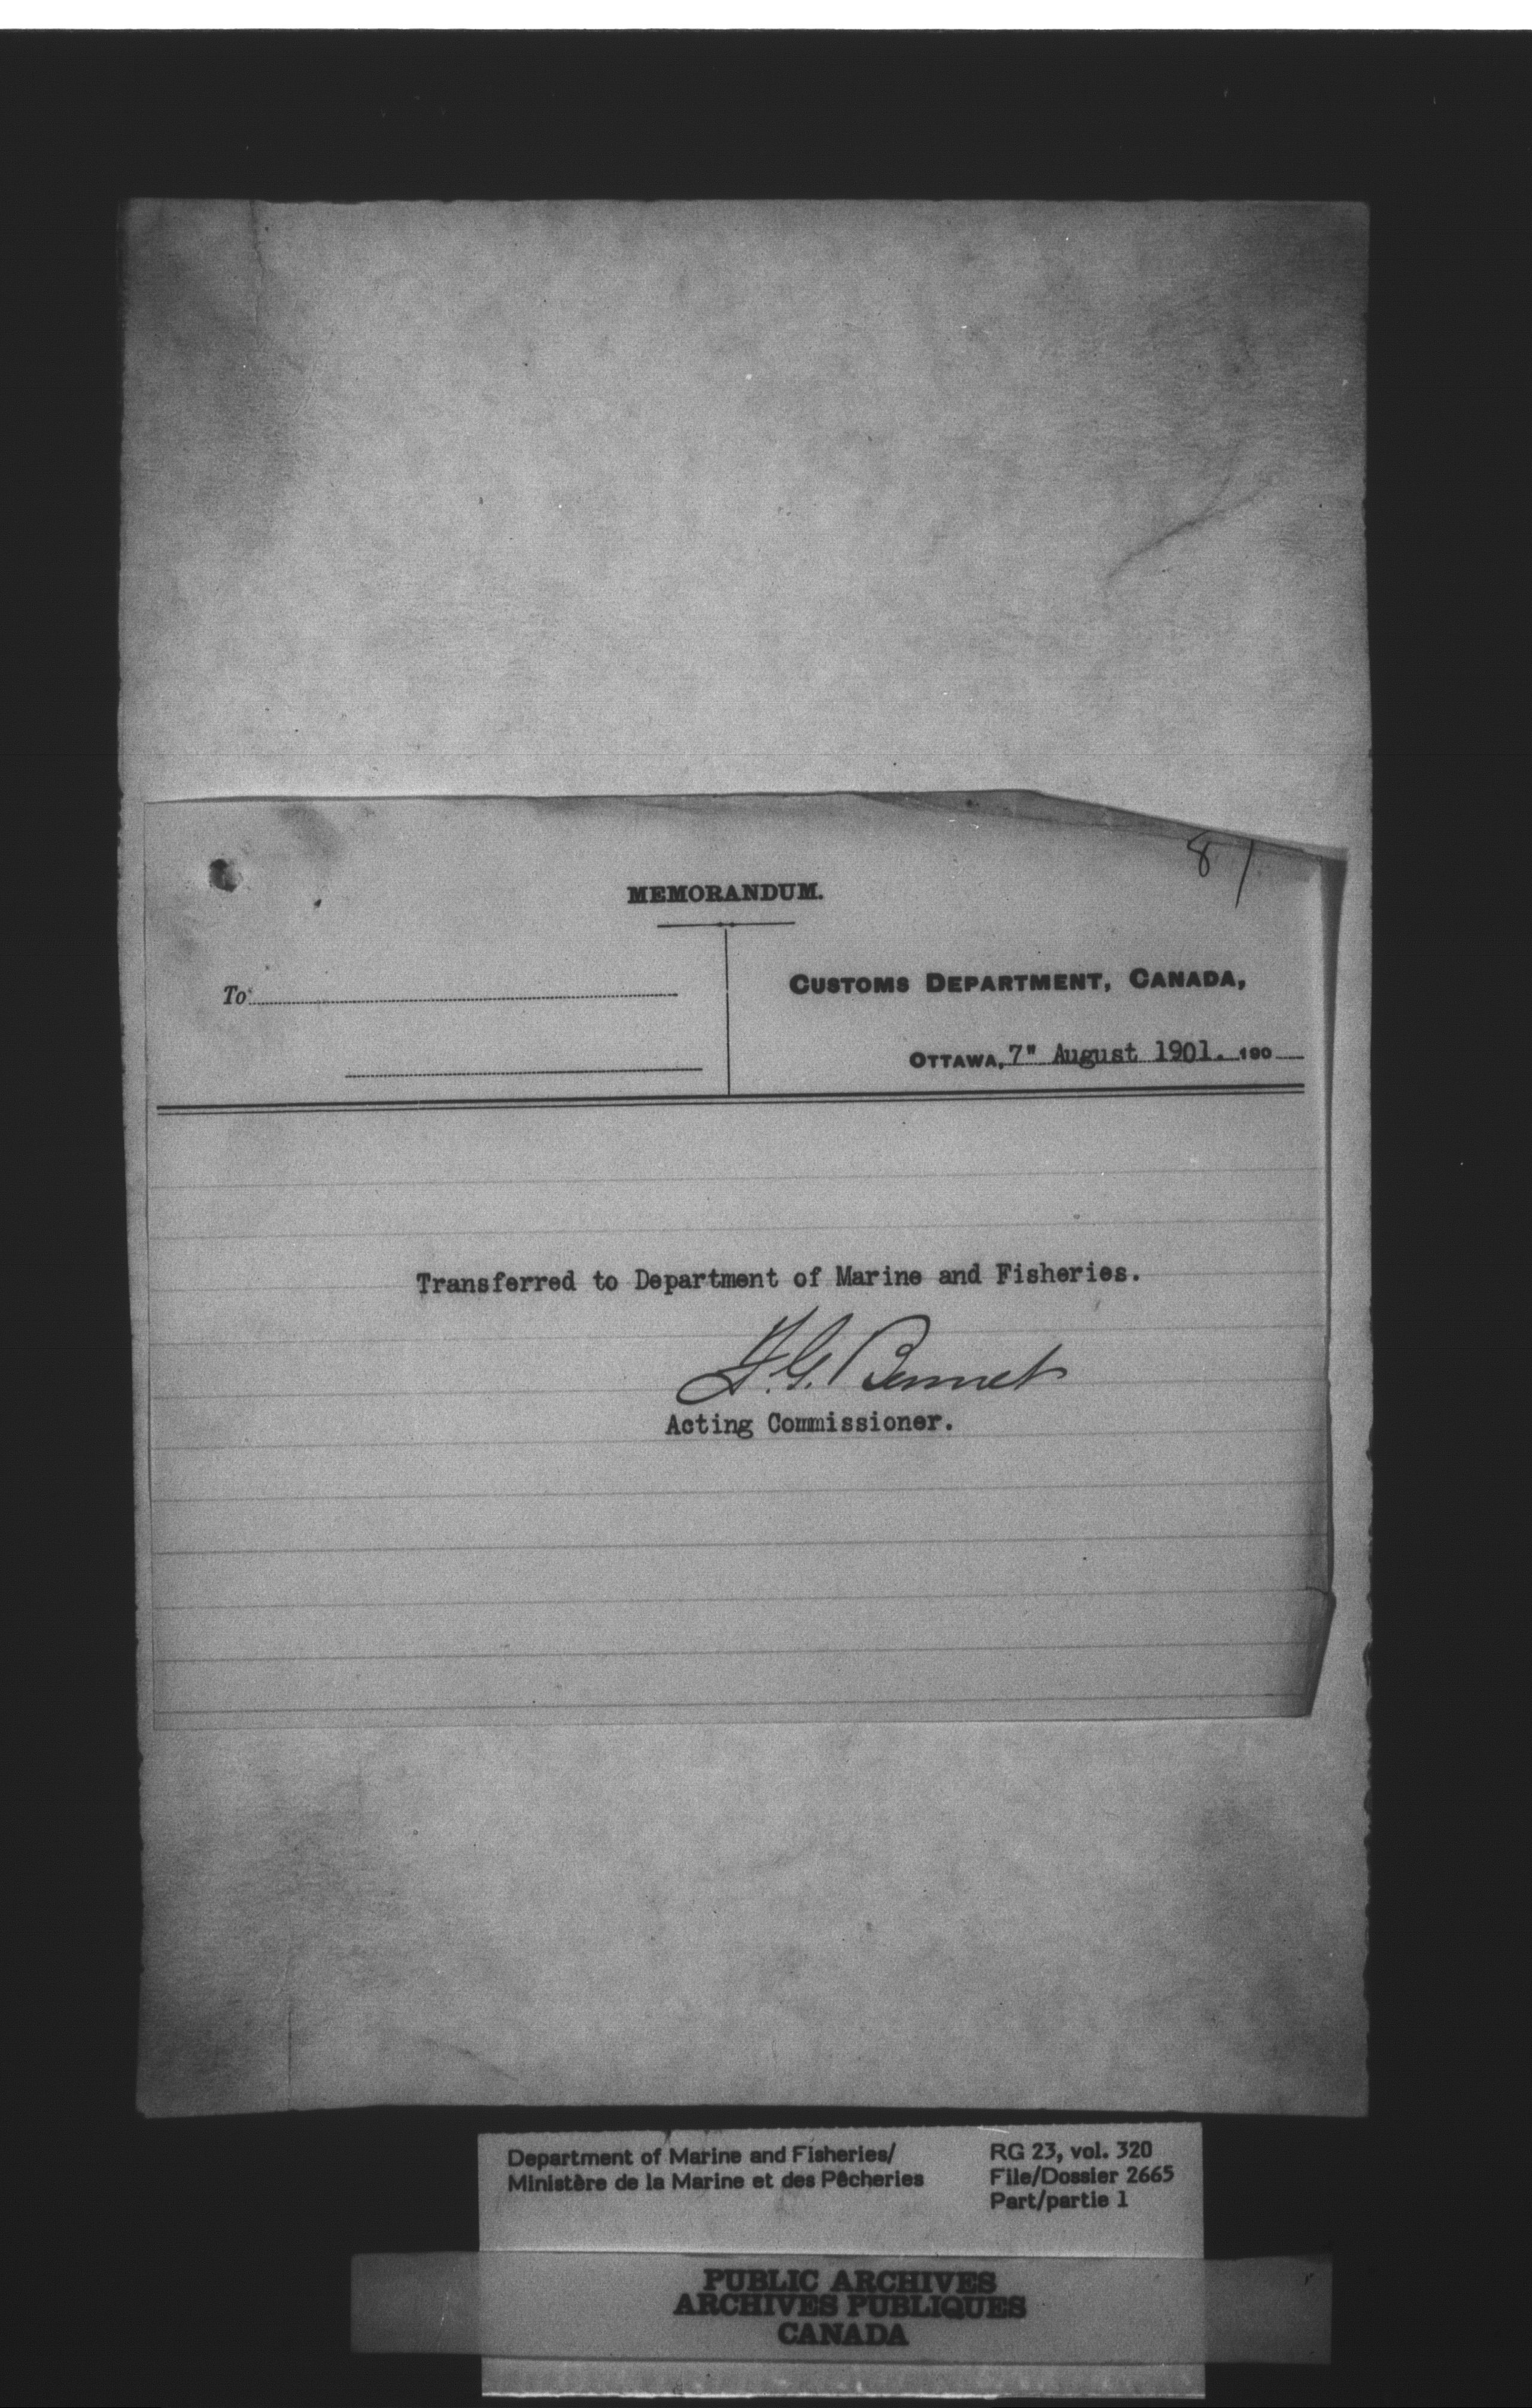 81
MEMORANDUM.
To
CUSTOMS DEPARTMENT, CANADA,
OTTAWA, 7" August 1901. 190
Transferred to Department of Marine and Fisheries.
F.G. Bennet
Acting Commissioner.
Department of Marine and Fisheries/
Ministère de la Marine et des Pêcheries
RG 23, vol. 320
File/Dossier 2665
Part/partie 1
PUBLIC ARCHIVES
ARCHIVES PUBLIQUES
CANADA